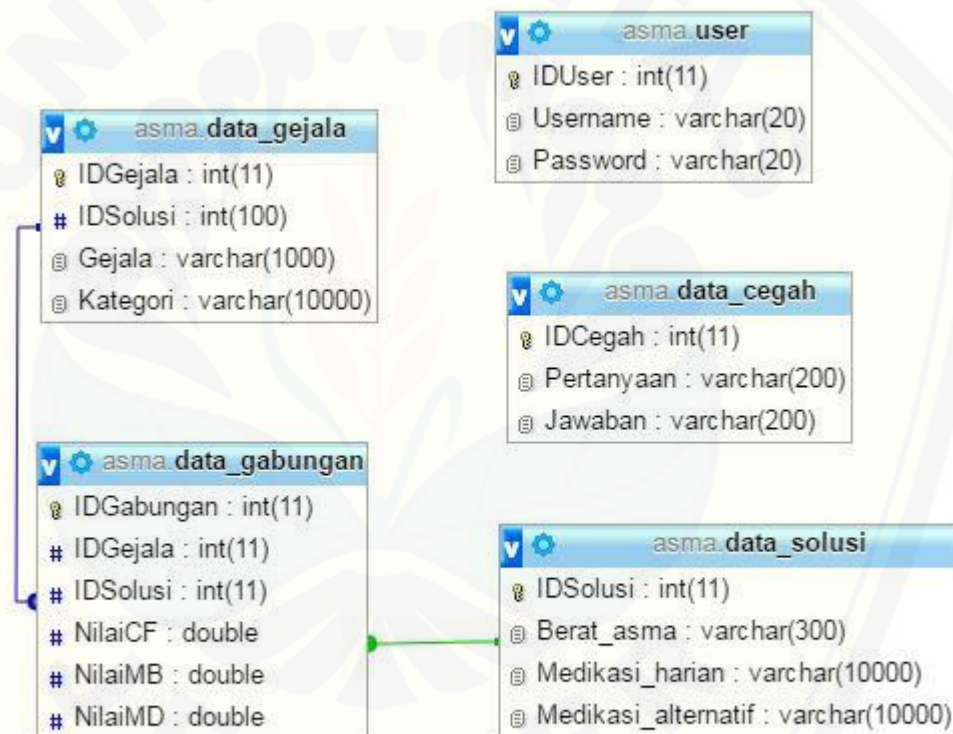 asma.user
IDUser : int(11)
Username : varchar(20)
Password : varchar(20)
asma.data_gejala
IDGejala : int(11)
# IDSolusi : int(100)
Gejala : varchar(1000)
Kategori : varchar(10000)
asma.data_cegah
IDCegah : int(11)
Pertanyaan : varchar(200)
Jawaban : varchar(200)
asma.data_gabungan
IDGabungan : int(11)
# IDGejala : int(11)
# IDSolusi : int(11)
# NilaiCF : double
# NilaiMB : double
# NilaiMD : double
asma.data_solusi
IDSolusi : int(11)
Berat_asma : varchar(300)
Medikasi_harian : varchar(10000)
Medikasi_alternatif : varchar(10000)